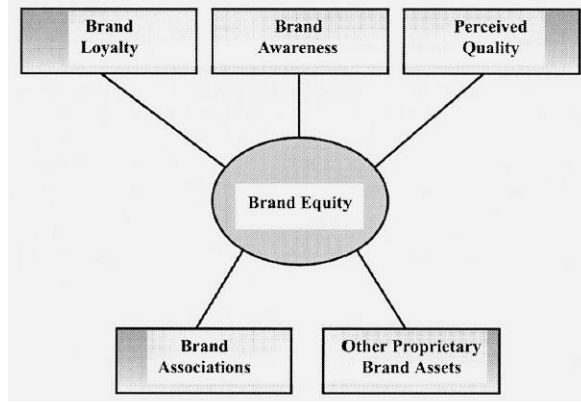 Brand
Loyalty
Brand
Awareness
Perceived
Quality
Brand Equity
Brand
Associations
Other Proprietary
Brand Assets